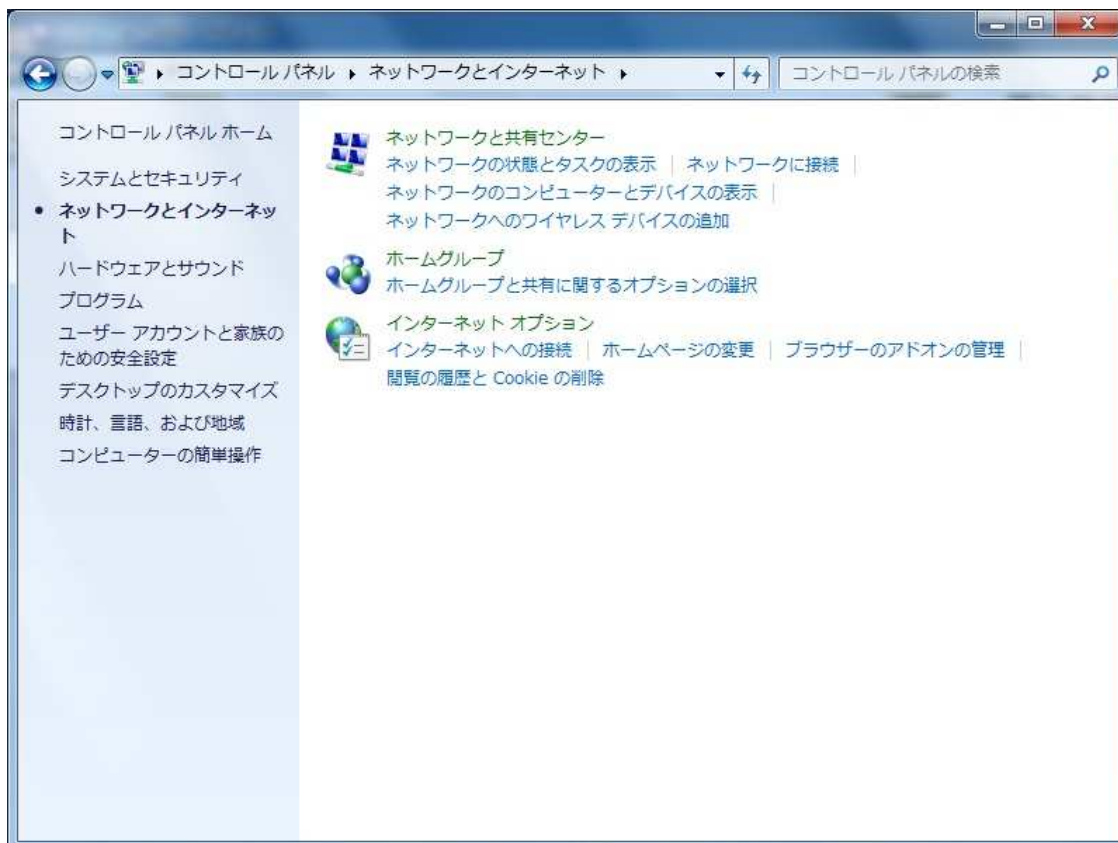 コントロール パネル ネットワークとインターネット コントロール パネルの検索
コントロール パネル ホーム
システムとセキュリティ
ネットワークとインターネッ
ト
ハードウェアとサウンド
プログラム
ユーザー アカウントと家族の
ための安全設定
デスクトップのカスタマイズ
時計、言語、および地域
コンピューターの簡単操作
ネットワークと共有センター
ネットワークの状態とタスクの表示 ネットワークに接続
ネットワークのコンピューターとデバイスの表示
ネットワークへのワイヤレス デバイスの追加
ホームグループ
ホームグループと共有に関するオプションの選択
インターネット オプション
インターネットへの接続 ホームページの変更 ブラウザーのアドオンの管理
閲覧の履歴と Cookie の削除